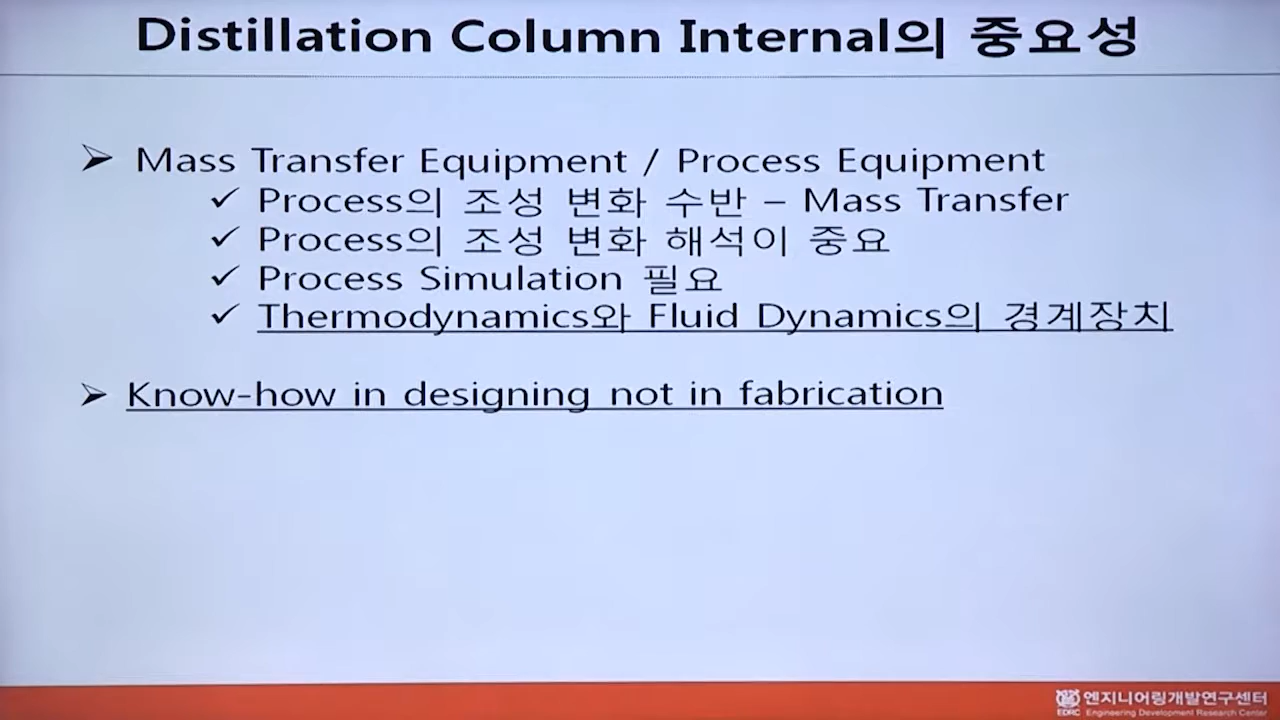 Distillation Column Internal의 중요성
➢ Mass Transfer Equipment / Process Equipment
✓ Process의 조성 변화 수반 – Mass Transfer
✓ Process의 조성 변화 해석이 중요
✓ Process Simulation 필요
✓ Thermodynamics와 Fluid Dynamics의 경계장치
➢ Know-how in designing not in fabrication
엔지니어링개발연구센터
EDRC Engineering Development Research Center